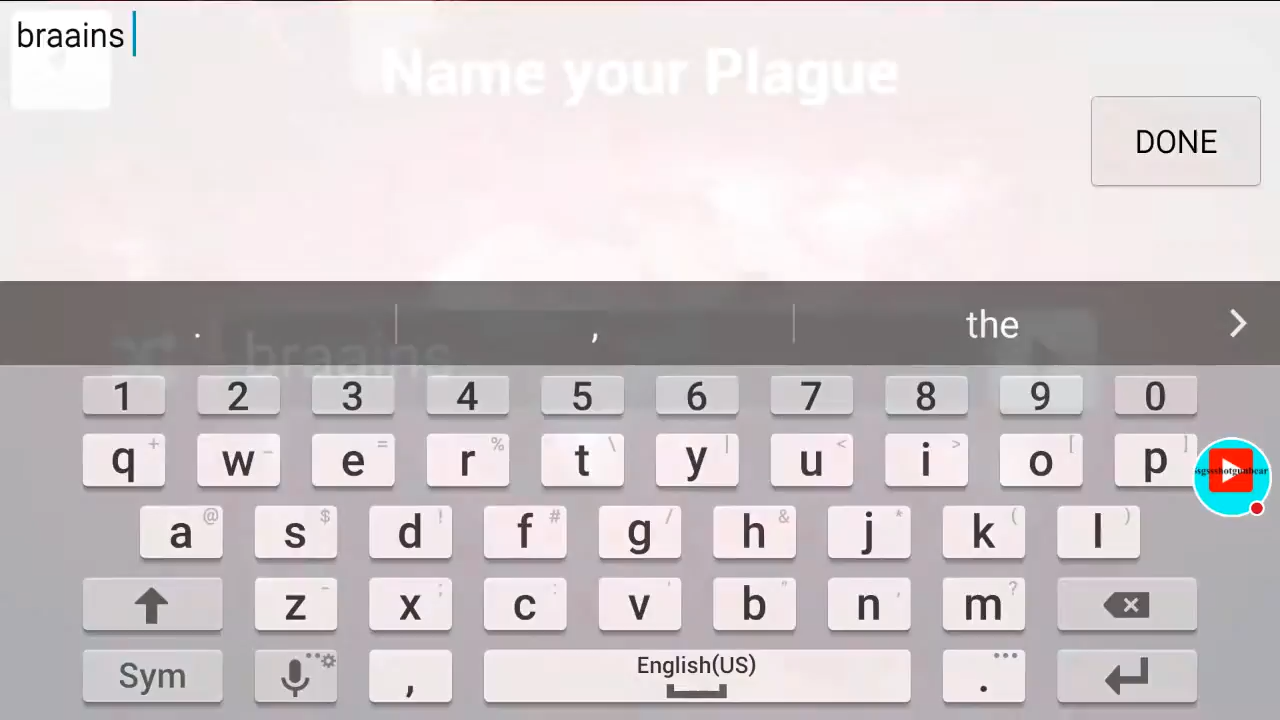 braains
Name your Plague
DONE
. , the
braains
1 2 3 4 5 6 7 8 9 0
q + w e = r % t \ y | u < i > o [ p ]
a @ s $ d ! f # g / h & j * k ( l )
z - x ; c : v ' b " n , m ?
Sym , English(US) .